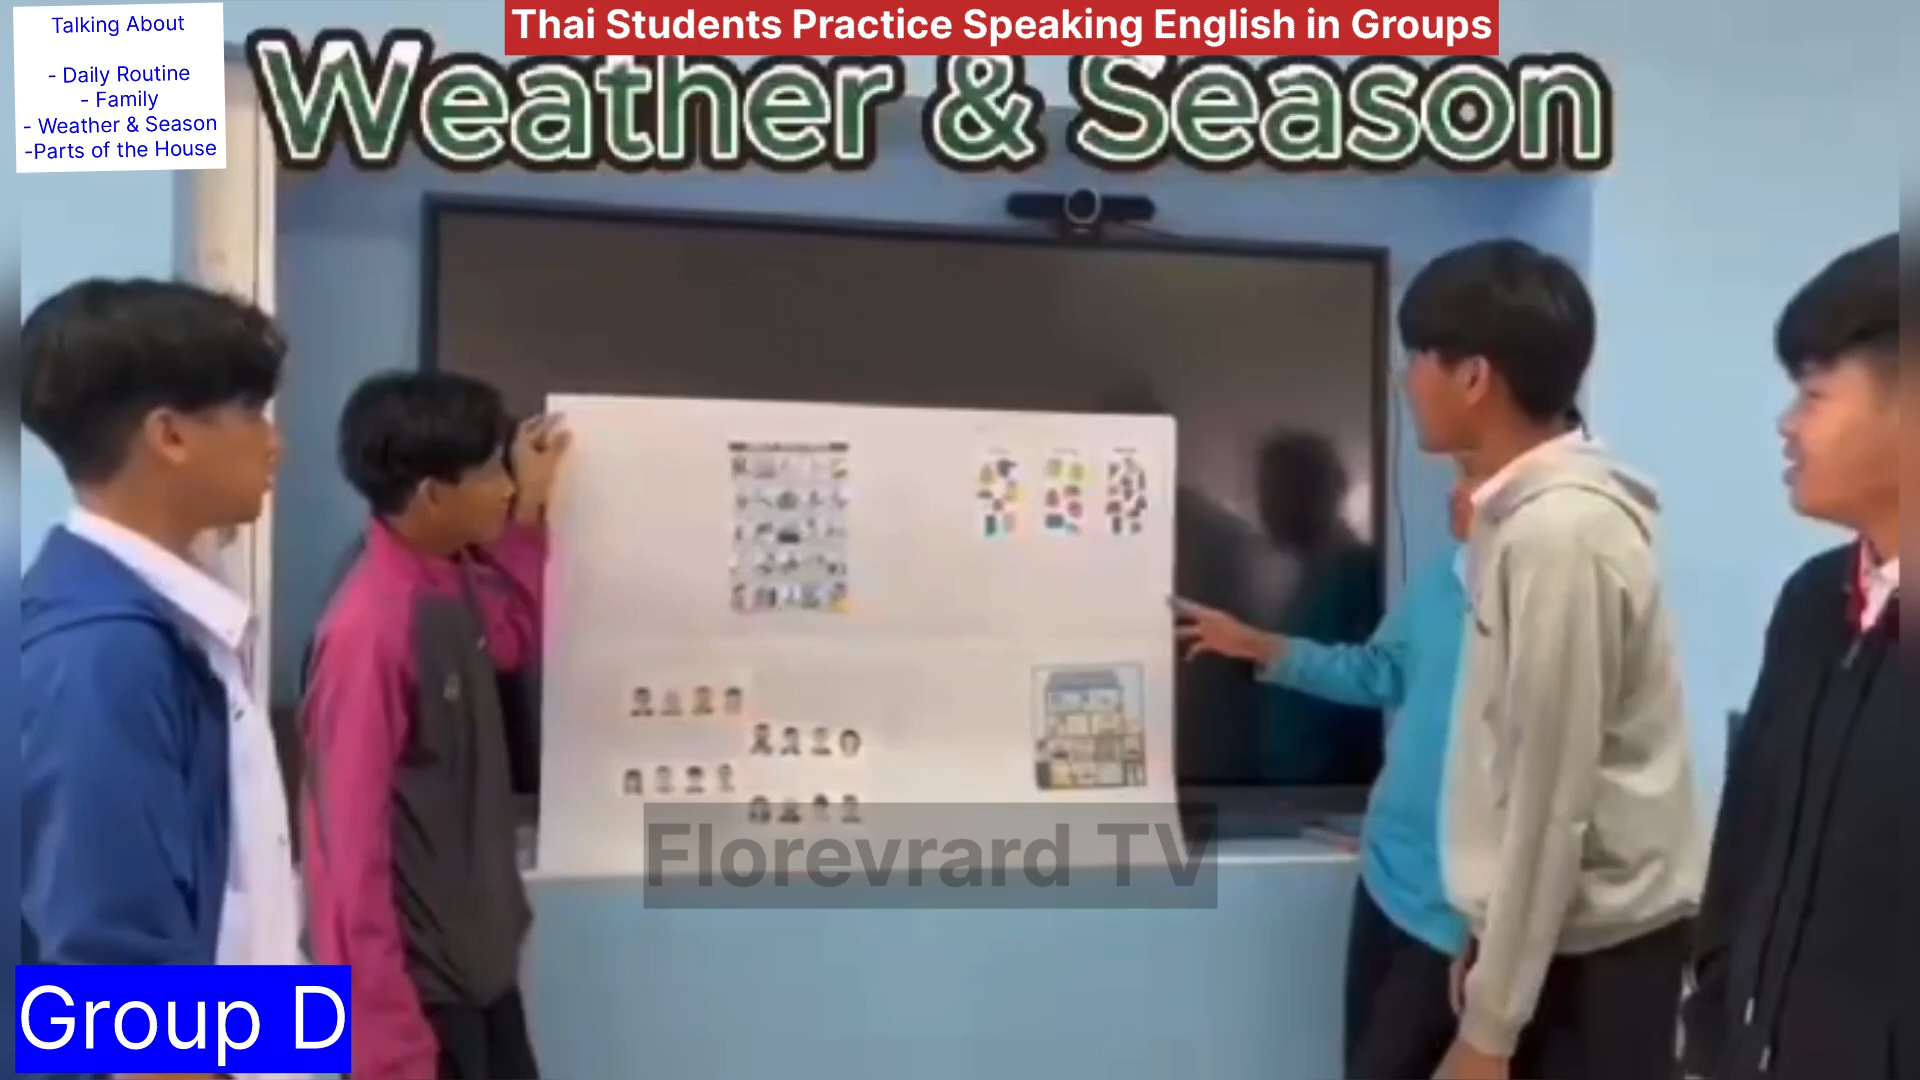 Talking About
- Daily Routine
- Family
- Weather & Season
-Parts of the House
Thai Students Practice Speaking English in Groups
Weather & Season
Florevrard TV
Group D